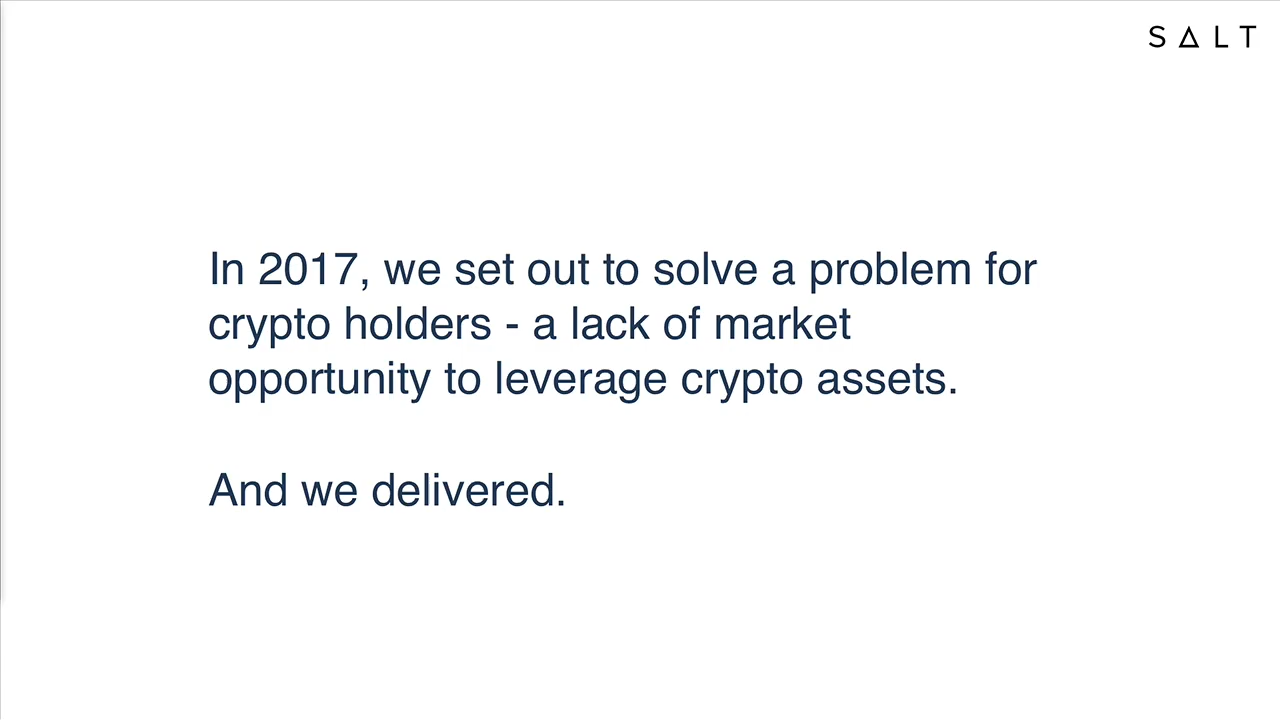 SALT
In 2017, we set out to solve a problem for
crypto holders - a lack of market
opportunity to leverage crypto assets.
And we delivered.